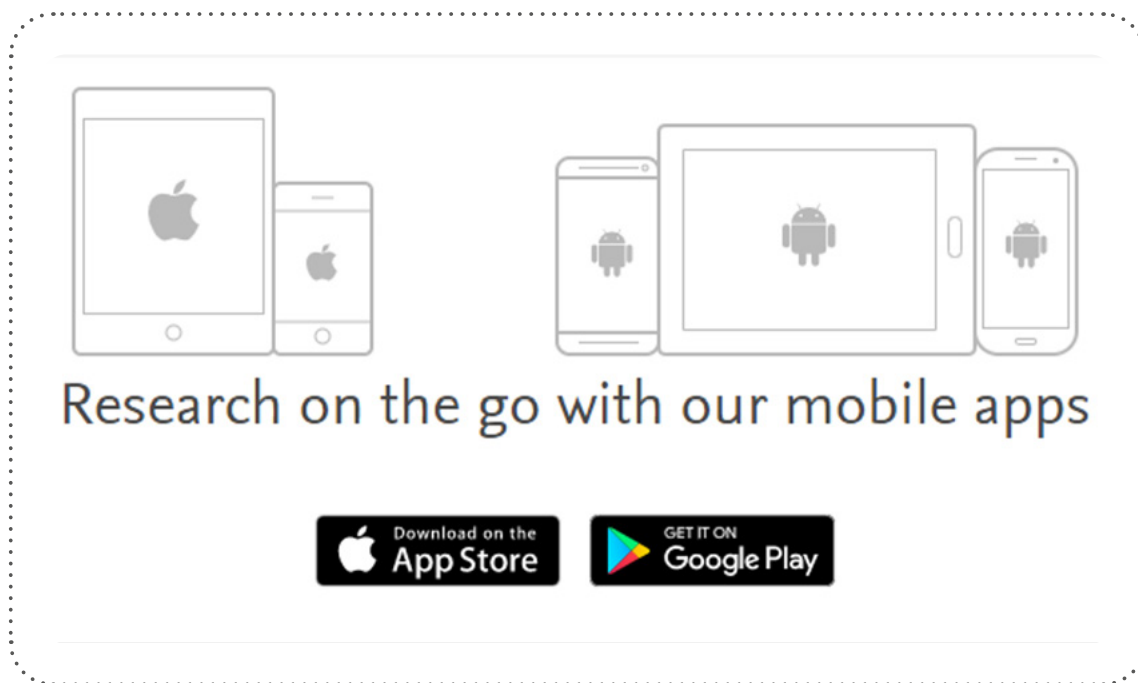 Research on the go with our mobile apps
Download on the
App Store
GET IT ON
Google Play